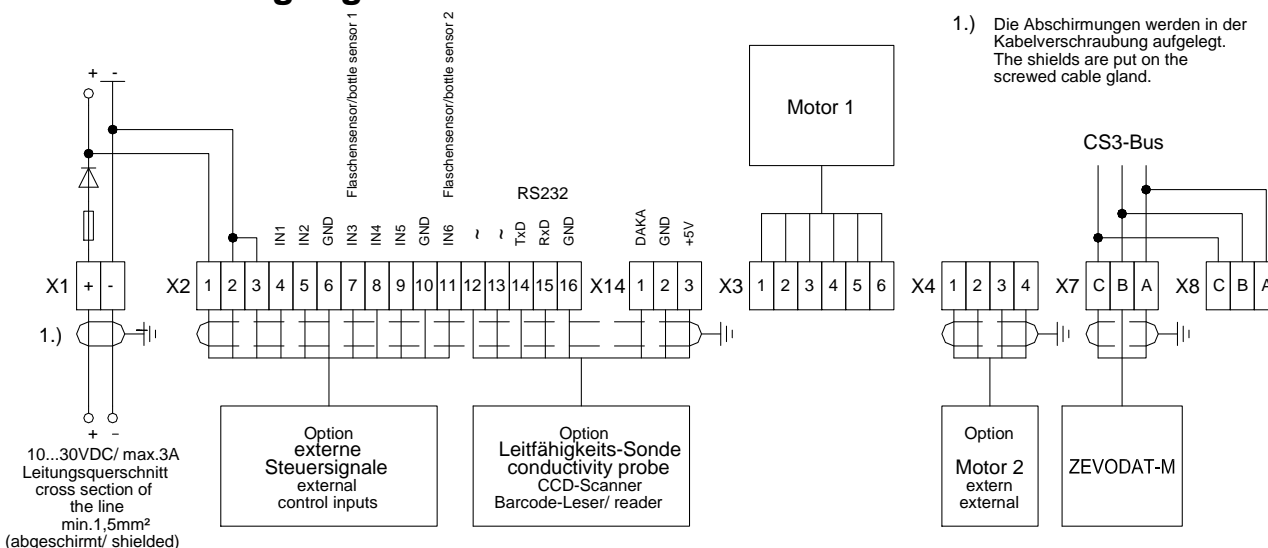 1.) Die Abschirmungen werden in der
Kabelverschraubung aufgelegt.
The shields are put on the
screwed cable gland.
+ -
Flaschensensor/bottle sensor 1
Flaschensensor/bottle sensor 2
Motor 1
CS3-Bus
RS232
IN1 IN2 GND IN3 IN4 IN5 GND IN6 ~ ~ TxD RxD GND
DAKA GND +5V
X1 + -
X2 1 2 3 4 5 6 7 8 9 10 11 12 13 14 15 16
X14 1 2 3
X3 1 2 3 4 5 6
X4 1 2 3 4
X7 C B A
X8 C B A
1.)
+ -
10...30VDC/ max.3A
Leitungsquerschnitt
cross section of
the line
min.1,5mm²
(abgeschirmt/ shielded)
Option
externe
Steuersignale
external
control inputs
Option
Leitfähigkeits-Sonde
conductivity probe
CCD-Scanner
Barcode-Leser/ reader
Option
Motor 2
extern
external
ZEVODAT-M